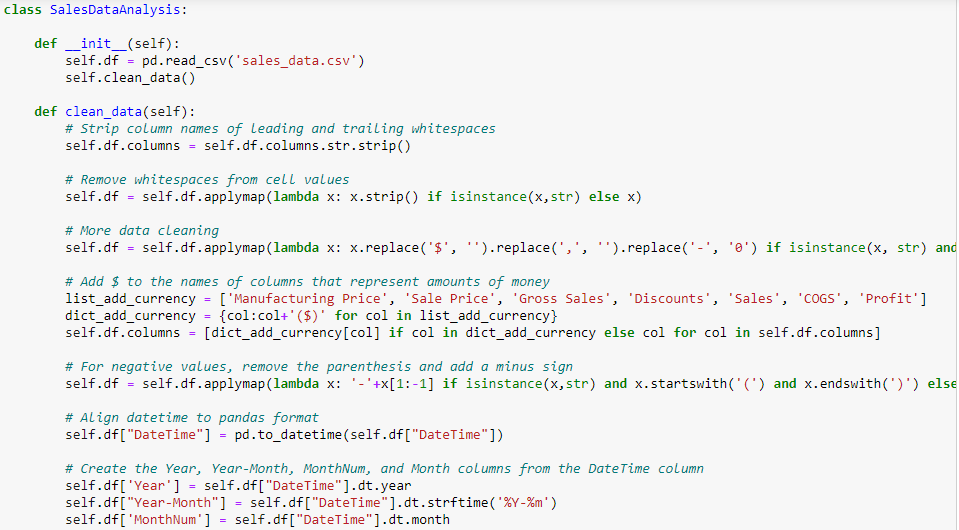 class SalesDataAnalysis:
    def __init__(self):
        self.df = pd.read_csv('sales_data.csv')
        self.clean_data()
    def clean_data(self):
        # Strip column names of leading and trailing whitespaces
        self.df.columns = self.df.columns.str.strip()
        # Remove whitespaces from cell values
        self.df = self.df.applymap(lambda x: x.strip() if isinstance(x,str) else x)
        # More data cleaning
        self.df = self.df.applymap(lambda x: x.replace('$', '').replace(',', '').replace('-', '0') if isinstance(x, str) and
        # Add $ to the names of columns that represent amounts of money
        list_add_currency = ['Manufacturing Price', 'Sale Price', 'Gross Sales', 'Discounts', 'Sales', 'COGS', 'Profit']
        dict_add_currency = {col:col+'($)' for col in list_add_currency}
        self.df.columns = [dict_add_currency[col] if col in dict_add_currency else col for col in self.df.columns]
        # For negative values, remove the parenthesis and add a minus sign
        self.df = self.df.applymap(lambda x: '-'+x[1:-1] if isinstance(x,str) and x.startswith('(') and x.endswith(')') else
        # Align datetime to pandas format
        self.df["DateTime"] = pd.to_datetime(self.df["DateTime"])
        # Create the Year, Year-Month, MonthNum, and Month columns from the DateTime column
        self.df['Year'] = self.df["DateTime"].dt.year
        self.df["Year-Month"] = self.df["DateTime"].dt.strftime('%Y-%m')
        self.df['MonthNum'] = self.df["DateTime"].dt.month